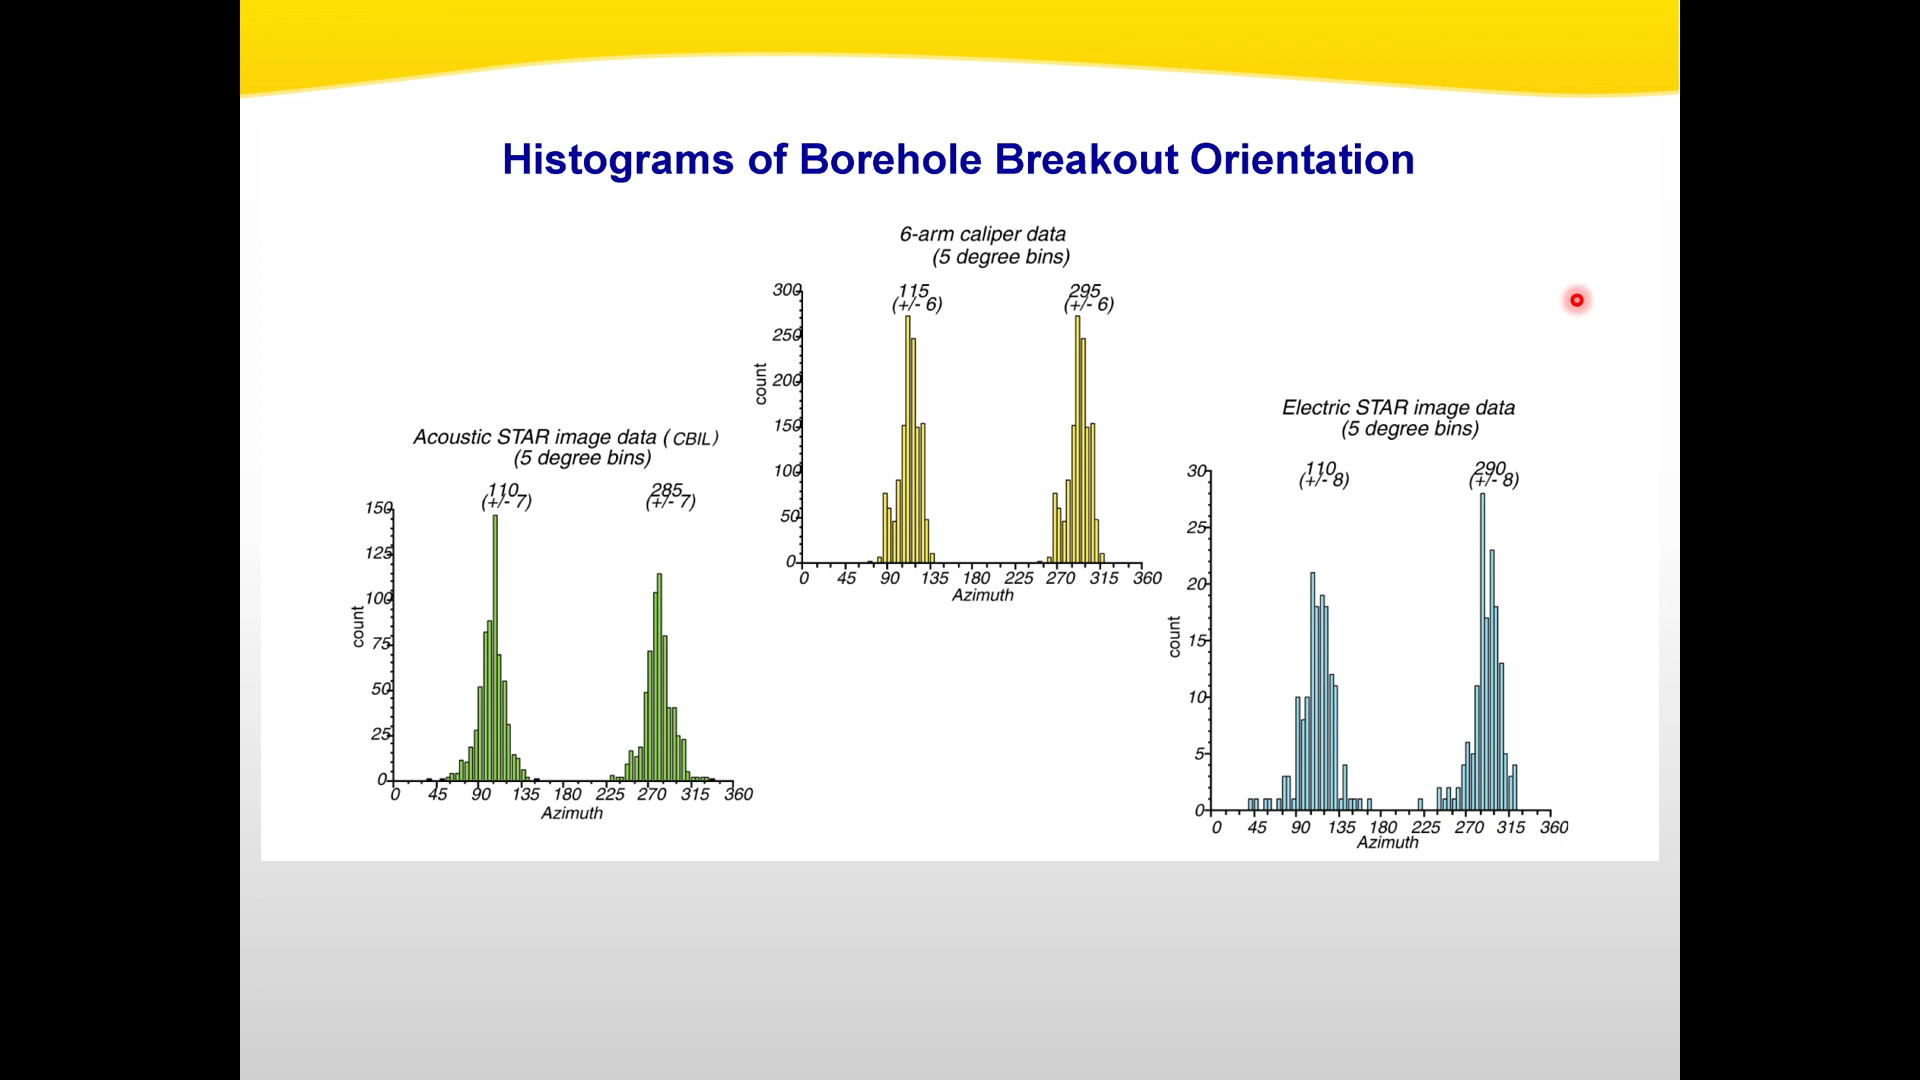 Histograms of Borehole Breakout Orientation
6-arm caliper data
(5 degree bins)
115
(+/- 6)
295
(+/- 6)
300
250
200
150
100
50
0
count
0 45 90 135 180 225 270 315 360
Azimuth
Acoustic STAR image data (CBIL)
(5 degree bins)
110
(+/- 7)
285
(+/- 7)
150
125
100
75
50
25
0
count
0 45 90 135 180 225 270 315 360
Azimuth
Electric STAR image data
(5 degree bins)
110
(+/- 8)
290
(+/- 8)
30
25
20
15
10
5
0
count
0 45 90 135 180 225 270 315 360
Azimuth